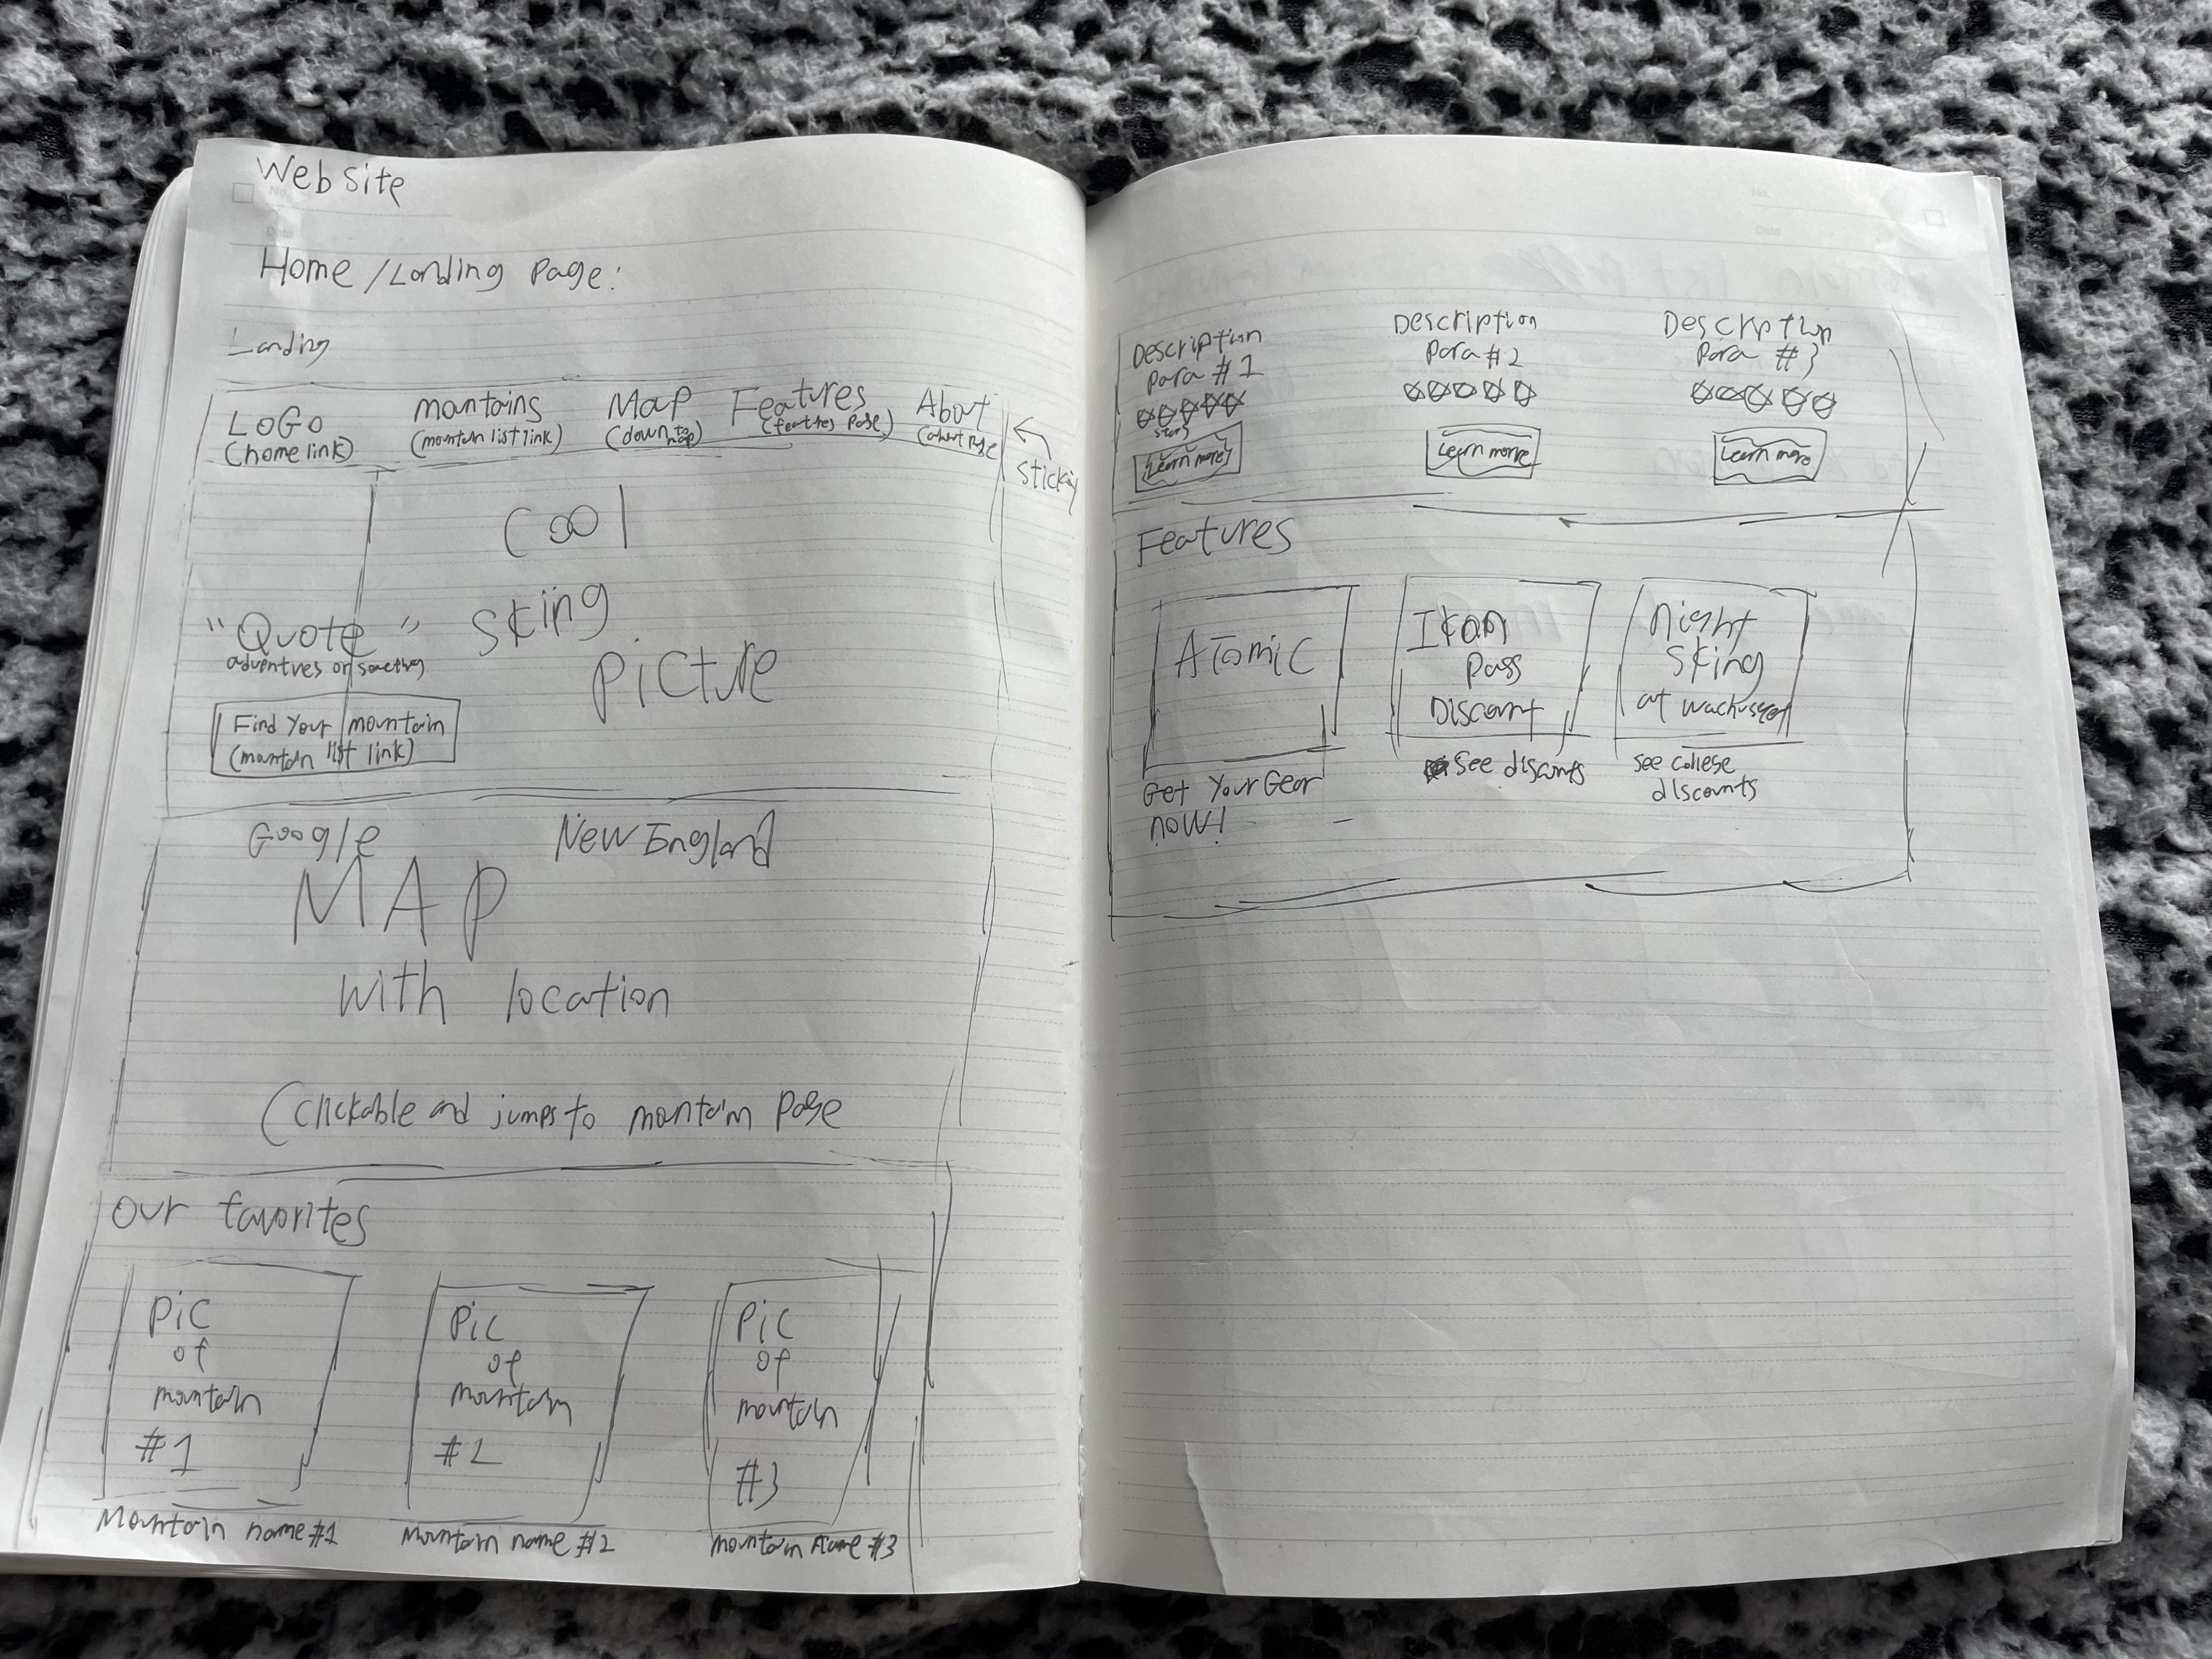 Website
Home / Landing Page:
Landing
LOGO mountains Map Features About
(home link) (mountain list link) (down to map) (features page) (about page)
sticky
Cool
"Quote" skiing
adventures or something
picture
Find your mountain
(mountain list link)
Google New England
MAP
with location
(Clickable and jumps to mountain page
Our favorites
Pic Pic Pic
of of of
mountain mountain mountain
#1 #2 #3
Mountain name #1 mountain name #2 mountain name #3
Description Description Description
para #1 para #2 para #3
stars
Learn more Learn more Learn more
Features
Atomic Ikon night
pass skiing
Discount at wachusett
Get Your Gear see discounts see college
now! discounts